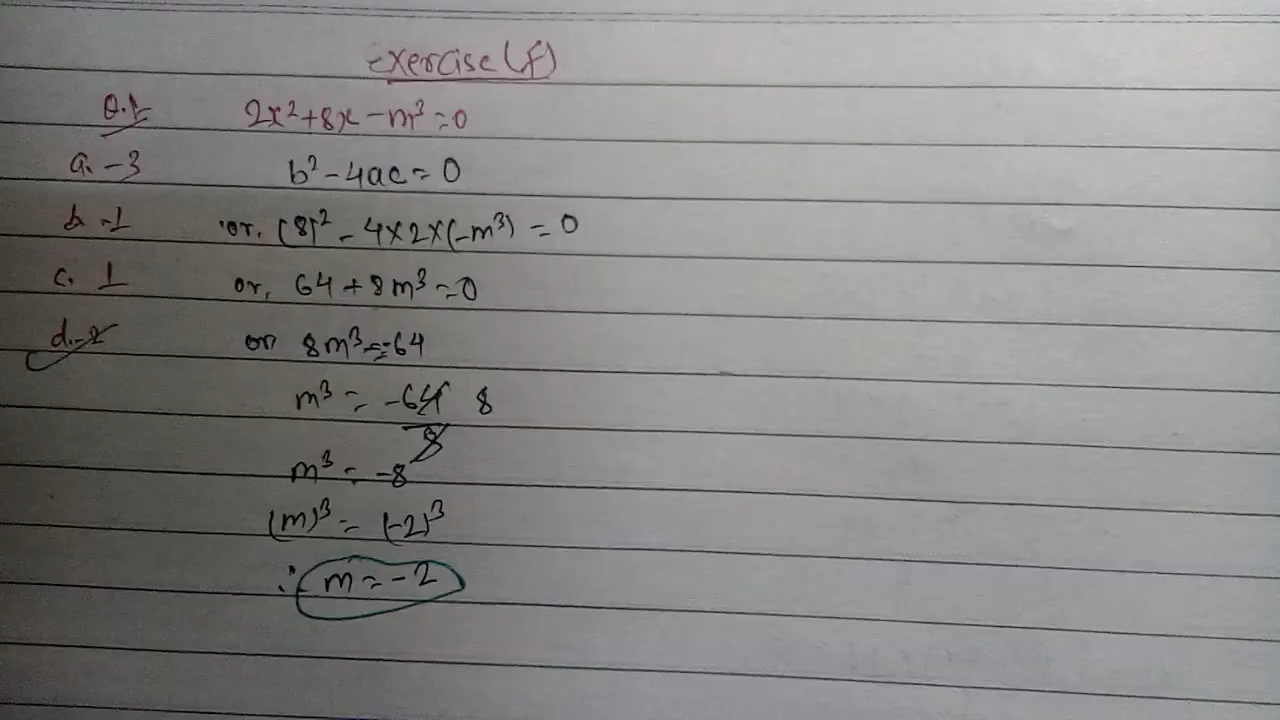 Exercise (f)
Q.1 2x² + 8x - m³ = 0
a. -3 b² - 4ac = 0
b. -1 or, (8)² - 4×2×(-m³) = 0
c. 1 or, 64 + 8m³ = 0
d. -2 or 8m³ = -64
m³ = -64 8
8
m³ = -8
(m)³ = (-2)³
∴ m = -2